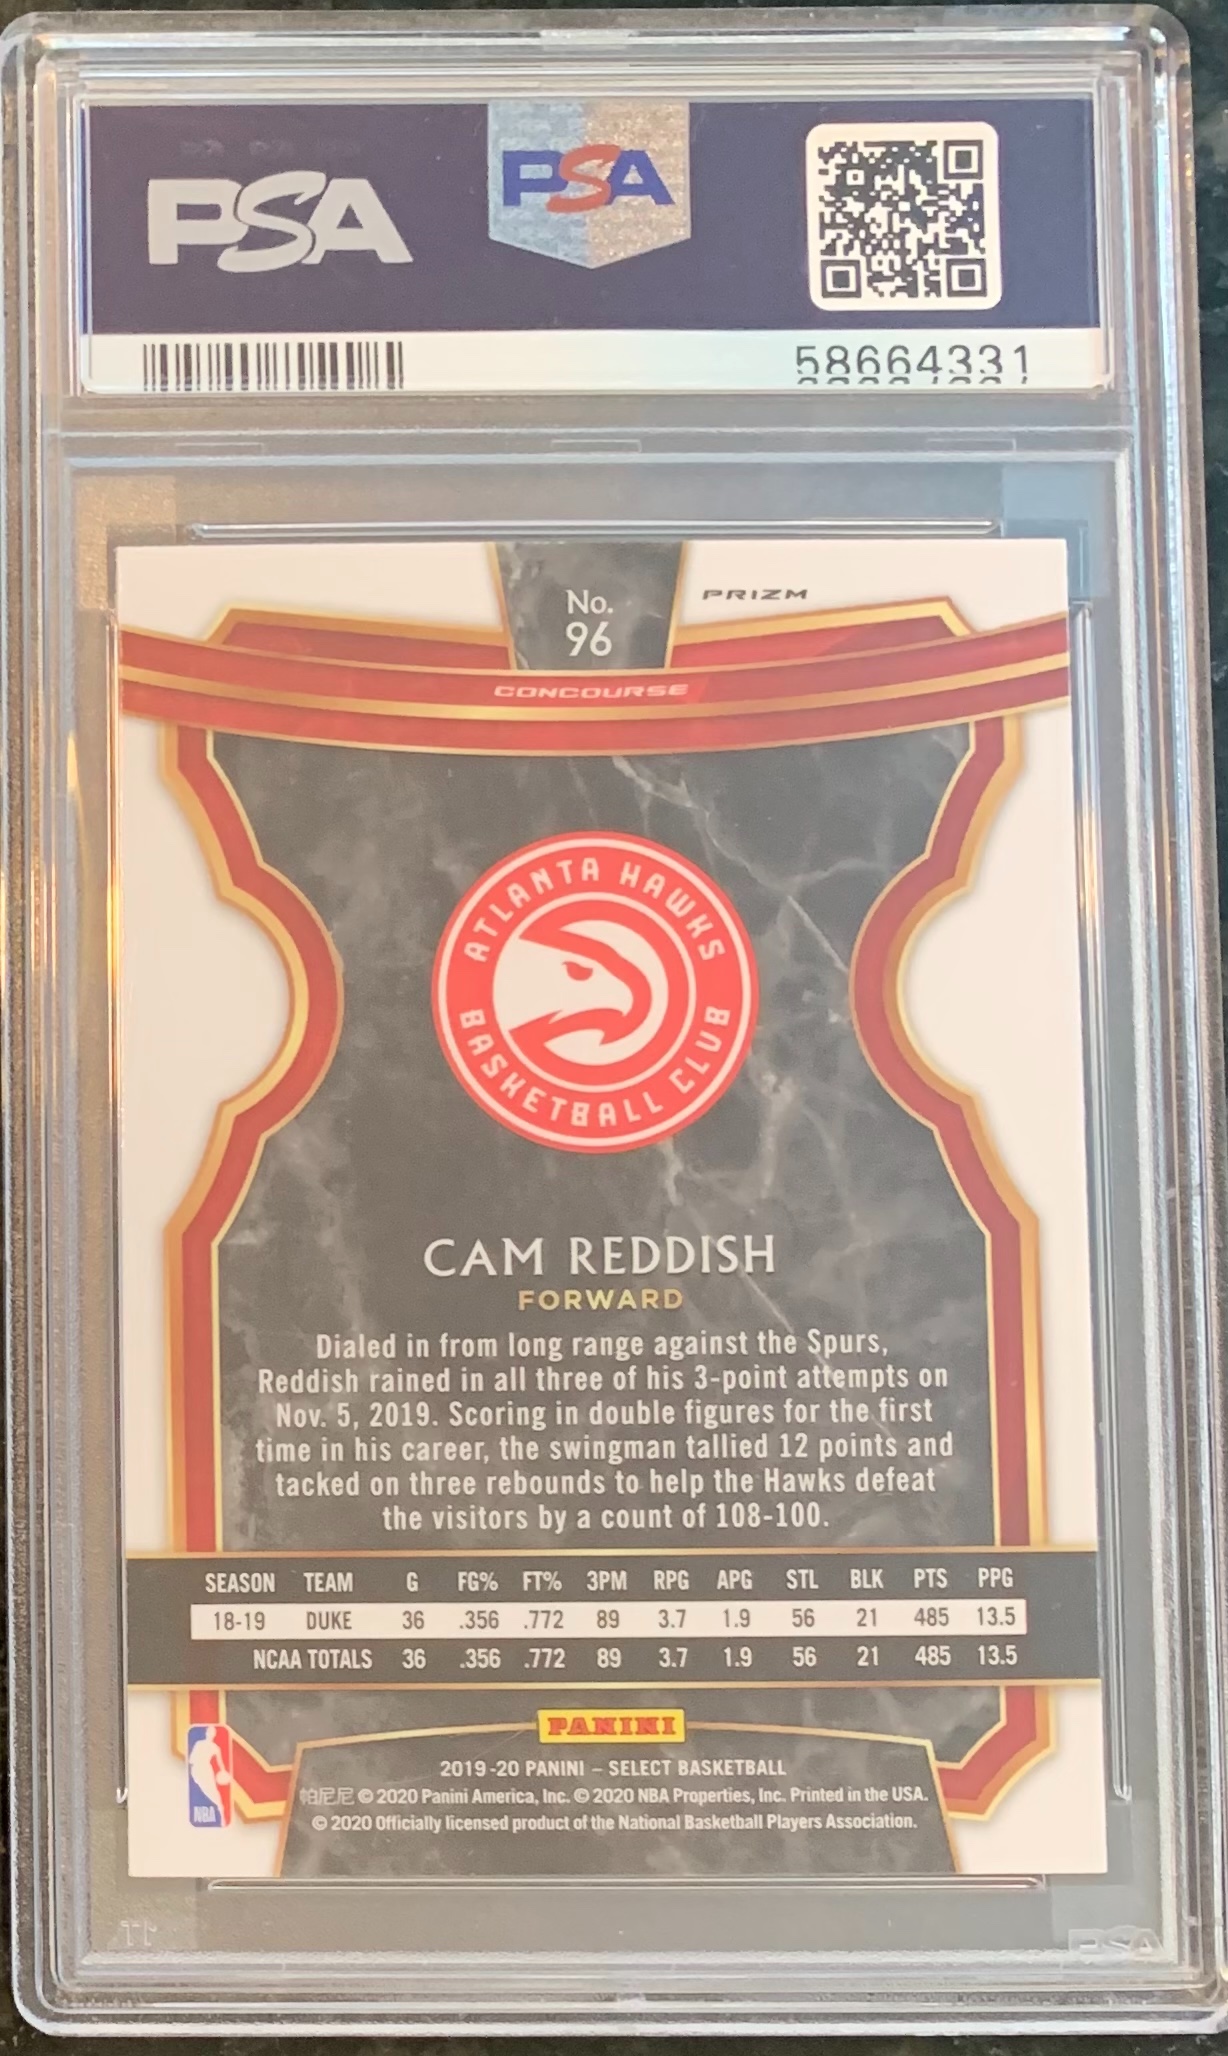 PSA
PSA
58664331
No.
96
PRIZM
CONCOURSE
ATLANTA HAWKS
BASKETBALL CLUB
CAM REDDISH
FORWARD
Dialed in from long range against the Spurs,
Reddish rained in all three of his 3-point attempts on
Nov. 5, 2019. Scoring in double figures for the first
time in his career, the swingman tallied 12 points and
tacked on three rebounds to help the Hawks defeat
the visitors by a count of 108-100.
SEASON TEAM G FG% FT% 3PM RPG APG STL BLK PTS PPG
18-19 DUKE 36 .356 .772 89 3.7 1.9 56 21 485 13.5
NCAA TOTALS 36 .356 .772 89 3.7 1.9 56 21 485 13.5
PANINI
2019-20 PANINI – SELECT BASKETBALL
帕尼尼 © 2020 Panini America, Inc. © 2020 NBA Properties, Inc. Printed in the USA.
© 2020 Officially licensed product of the National Basketball Players Association.
NBA
PSA